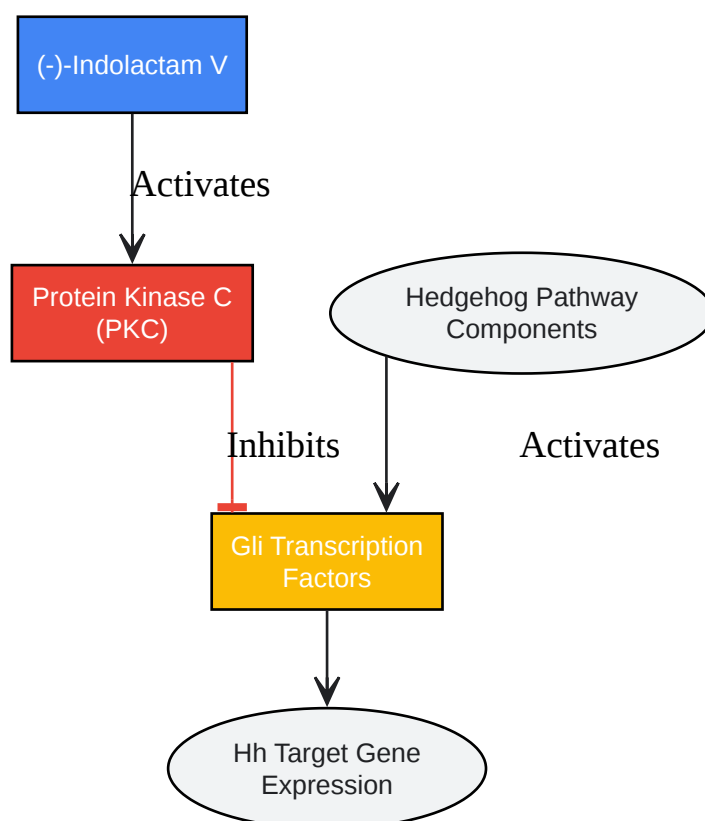 (-)-Indolactam V
Activates
Protein Kinase C
(PKC)
Hedgehog Pathway
Components
Inhibits
Activates
Gli Transcription
Factors
Hh Target Gene
Expression